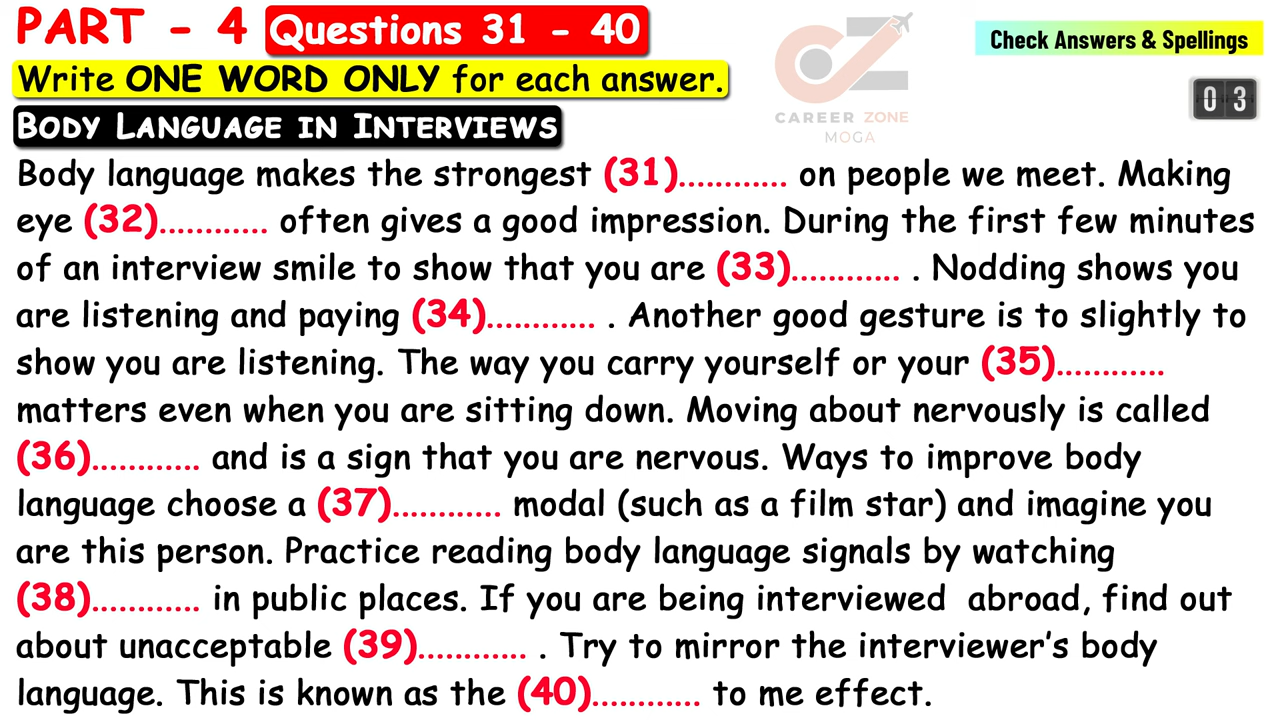 PART - 4 Questions 31 - 40
Check Answers & Spellings
Write ONE WORD ONLY for each answer.
03
CAREER ZONE
MOGA
BODY LANGUAGE IN INTERVIEWS
Body language makes the strongest (31)............ on people we meet. Making
eye (32)............ often gives a good impression. During the first few minutes
of an interview smile to show that you are (33)............ . Nodding shows you
are listening and paying (34)............ . Another good gesture is to slightly to
show you are listening. The way you carry yourself or your (35)............
matters even when you are sitting down. Moving about nervously is called
(36)............ and is a sign that you are nervous. Ways to improve body
language choose a (37)............ modal (such as a film star) and imagine you
are this person. Practice reading body language signals by watching
(38)............ in public places. If you are being interviewed abroad, find out
about unacceptable (39)............ . Try to mirror the interviewer's body
language. This is known as the (40)............ to me effect.